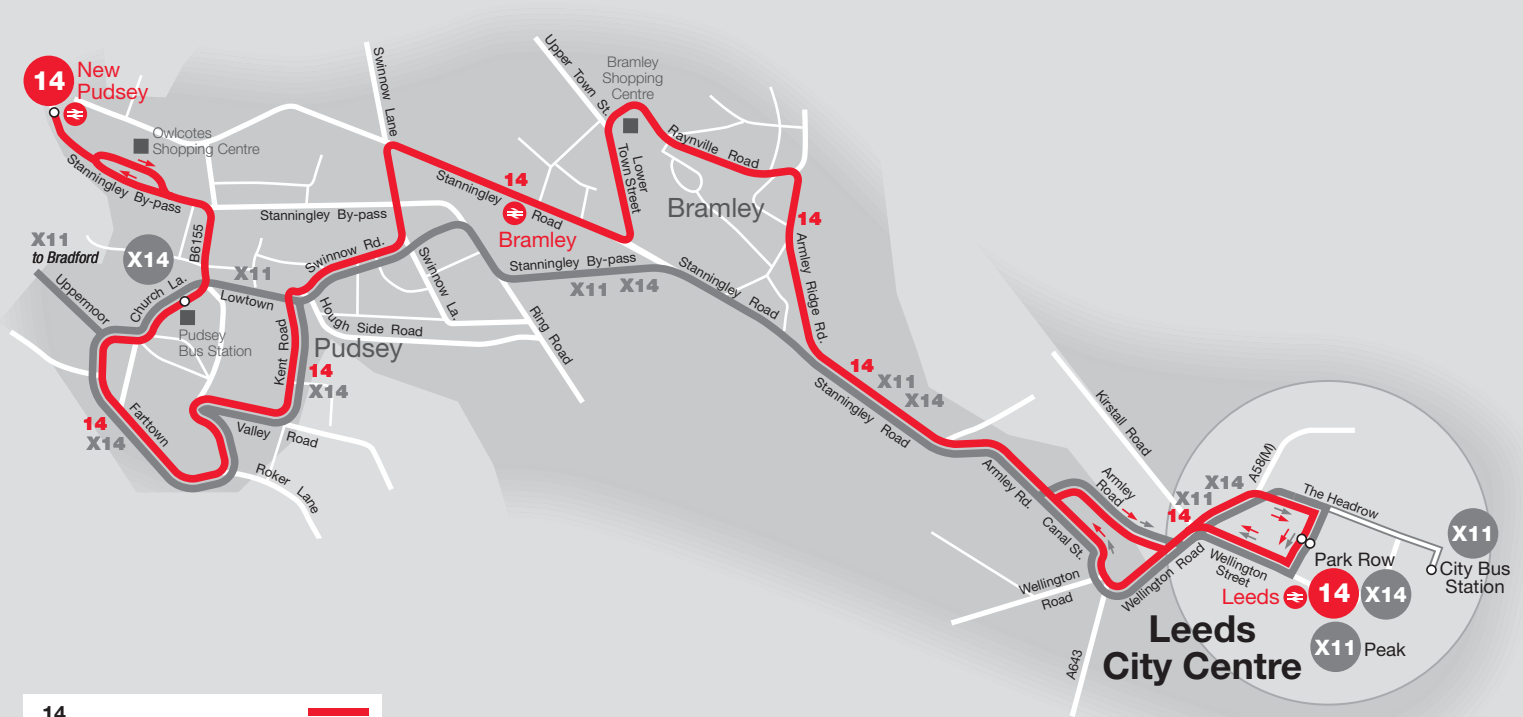 14
New
Pudsey
Owlcotes
Shopping Centre
Stanningley By-pass
Swinnow Lane
Upper Town St.
Bramley
Shopping
Centre
Raynville Road
Lower
Town Street
Stanningley
14
Road
Bramley
Bramley
14
Armley Ridge Rd.
Stanningley By-pass
B6155
X11
to Bradford
X14
Uppermoor
Church La.
X11
Lowtown
Swinnow Rd.
Swinnow La.
Stanningley By-pass
X11
X14
Stanningley Road
Pudsey
Bus Station
Kent Road
Hough Side Road
Pudsey
Ring Road
14
X14
14
X14
Farttown
Valley Road
Roker Lane
14
X11
X14
Stanningley Road
Kirstall Road
Armley Rd.
Armley
Road
Canal St.
Wellington
Road
A643
Wellington Road
X14
X11
14
A58(M)
The Headrow
Wellington
Street
Park Row
X11
City Bus
Station
Leeds
14
X14
X11
Peak
Leeds
City Centre
14